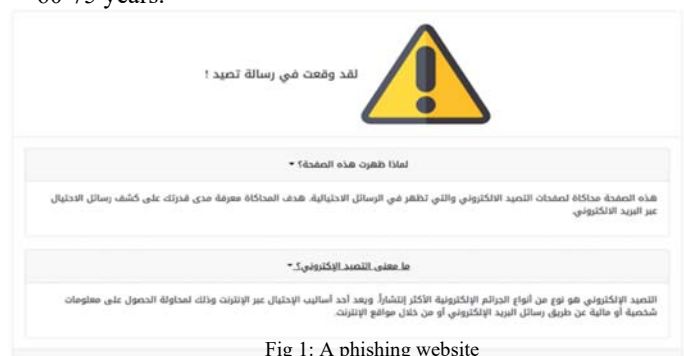 60-75 years.
لقد وقعت في رسالة تصيد !
لماذا ظهرت هذه الصفحة؟
هذه الصفحة محاكاة لصفحات التصيد الالكتروني والتي تظهر في الرسائل الاحتيالية. هدف المحاكاة معرفة مدى قدرتك على كشف رسائل الاحتيال
عبر البريد الالكتروني.
ما معنى التصيد الإلكتروني؟
التصيد الإلكتروني هو نوع من أنواع الجرائم الإلكترونية الأكثر إنتشاراً. ويعد أحد أساليب الإحتيال عبر الإنترنت وذلك لمحاولة الحصول على معلومات
شخصية أو مالية عن طريق رسائل البريد الإلكتروني أو من خلال مواقع الإنترنت.
Fig 1: A phishing website